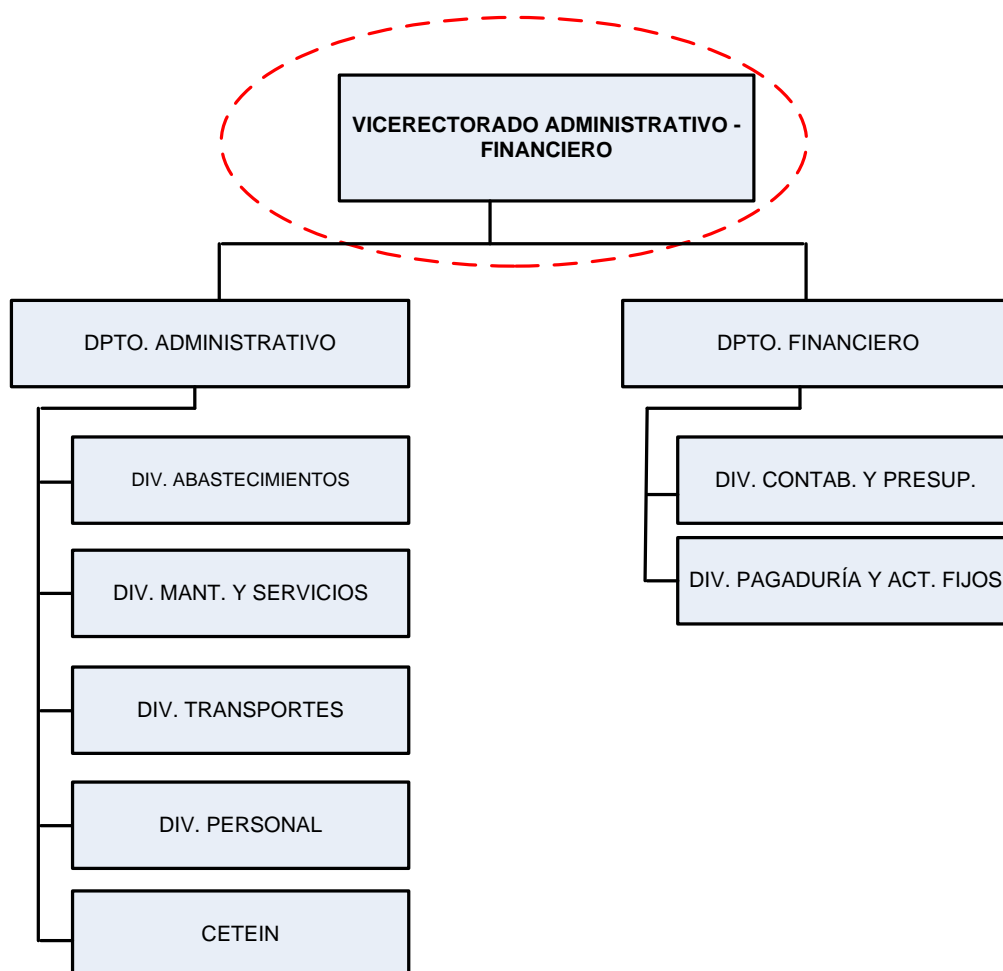 VICERECTORADO ADMINISTRATIVO -
FINANCIERO
DPTO. ADMINISTRATIVO
DPTO. FINANCIERO
DIV. ABASTECIMIENTOS
DIV. MANT. Y SERVICIOS
DIV. TRANSPORTES
DIV. PERSONAL
CETEIN
DIV. CONTAB. Y PRESUP.
DIV. PAGADURÍA Y ACT. FIJOS